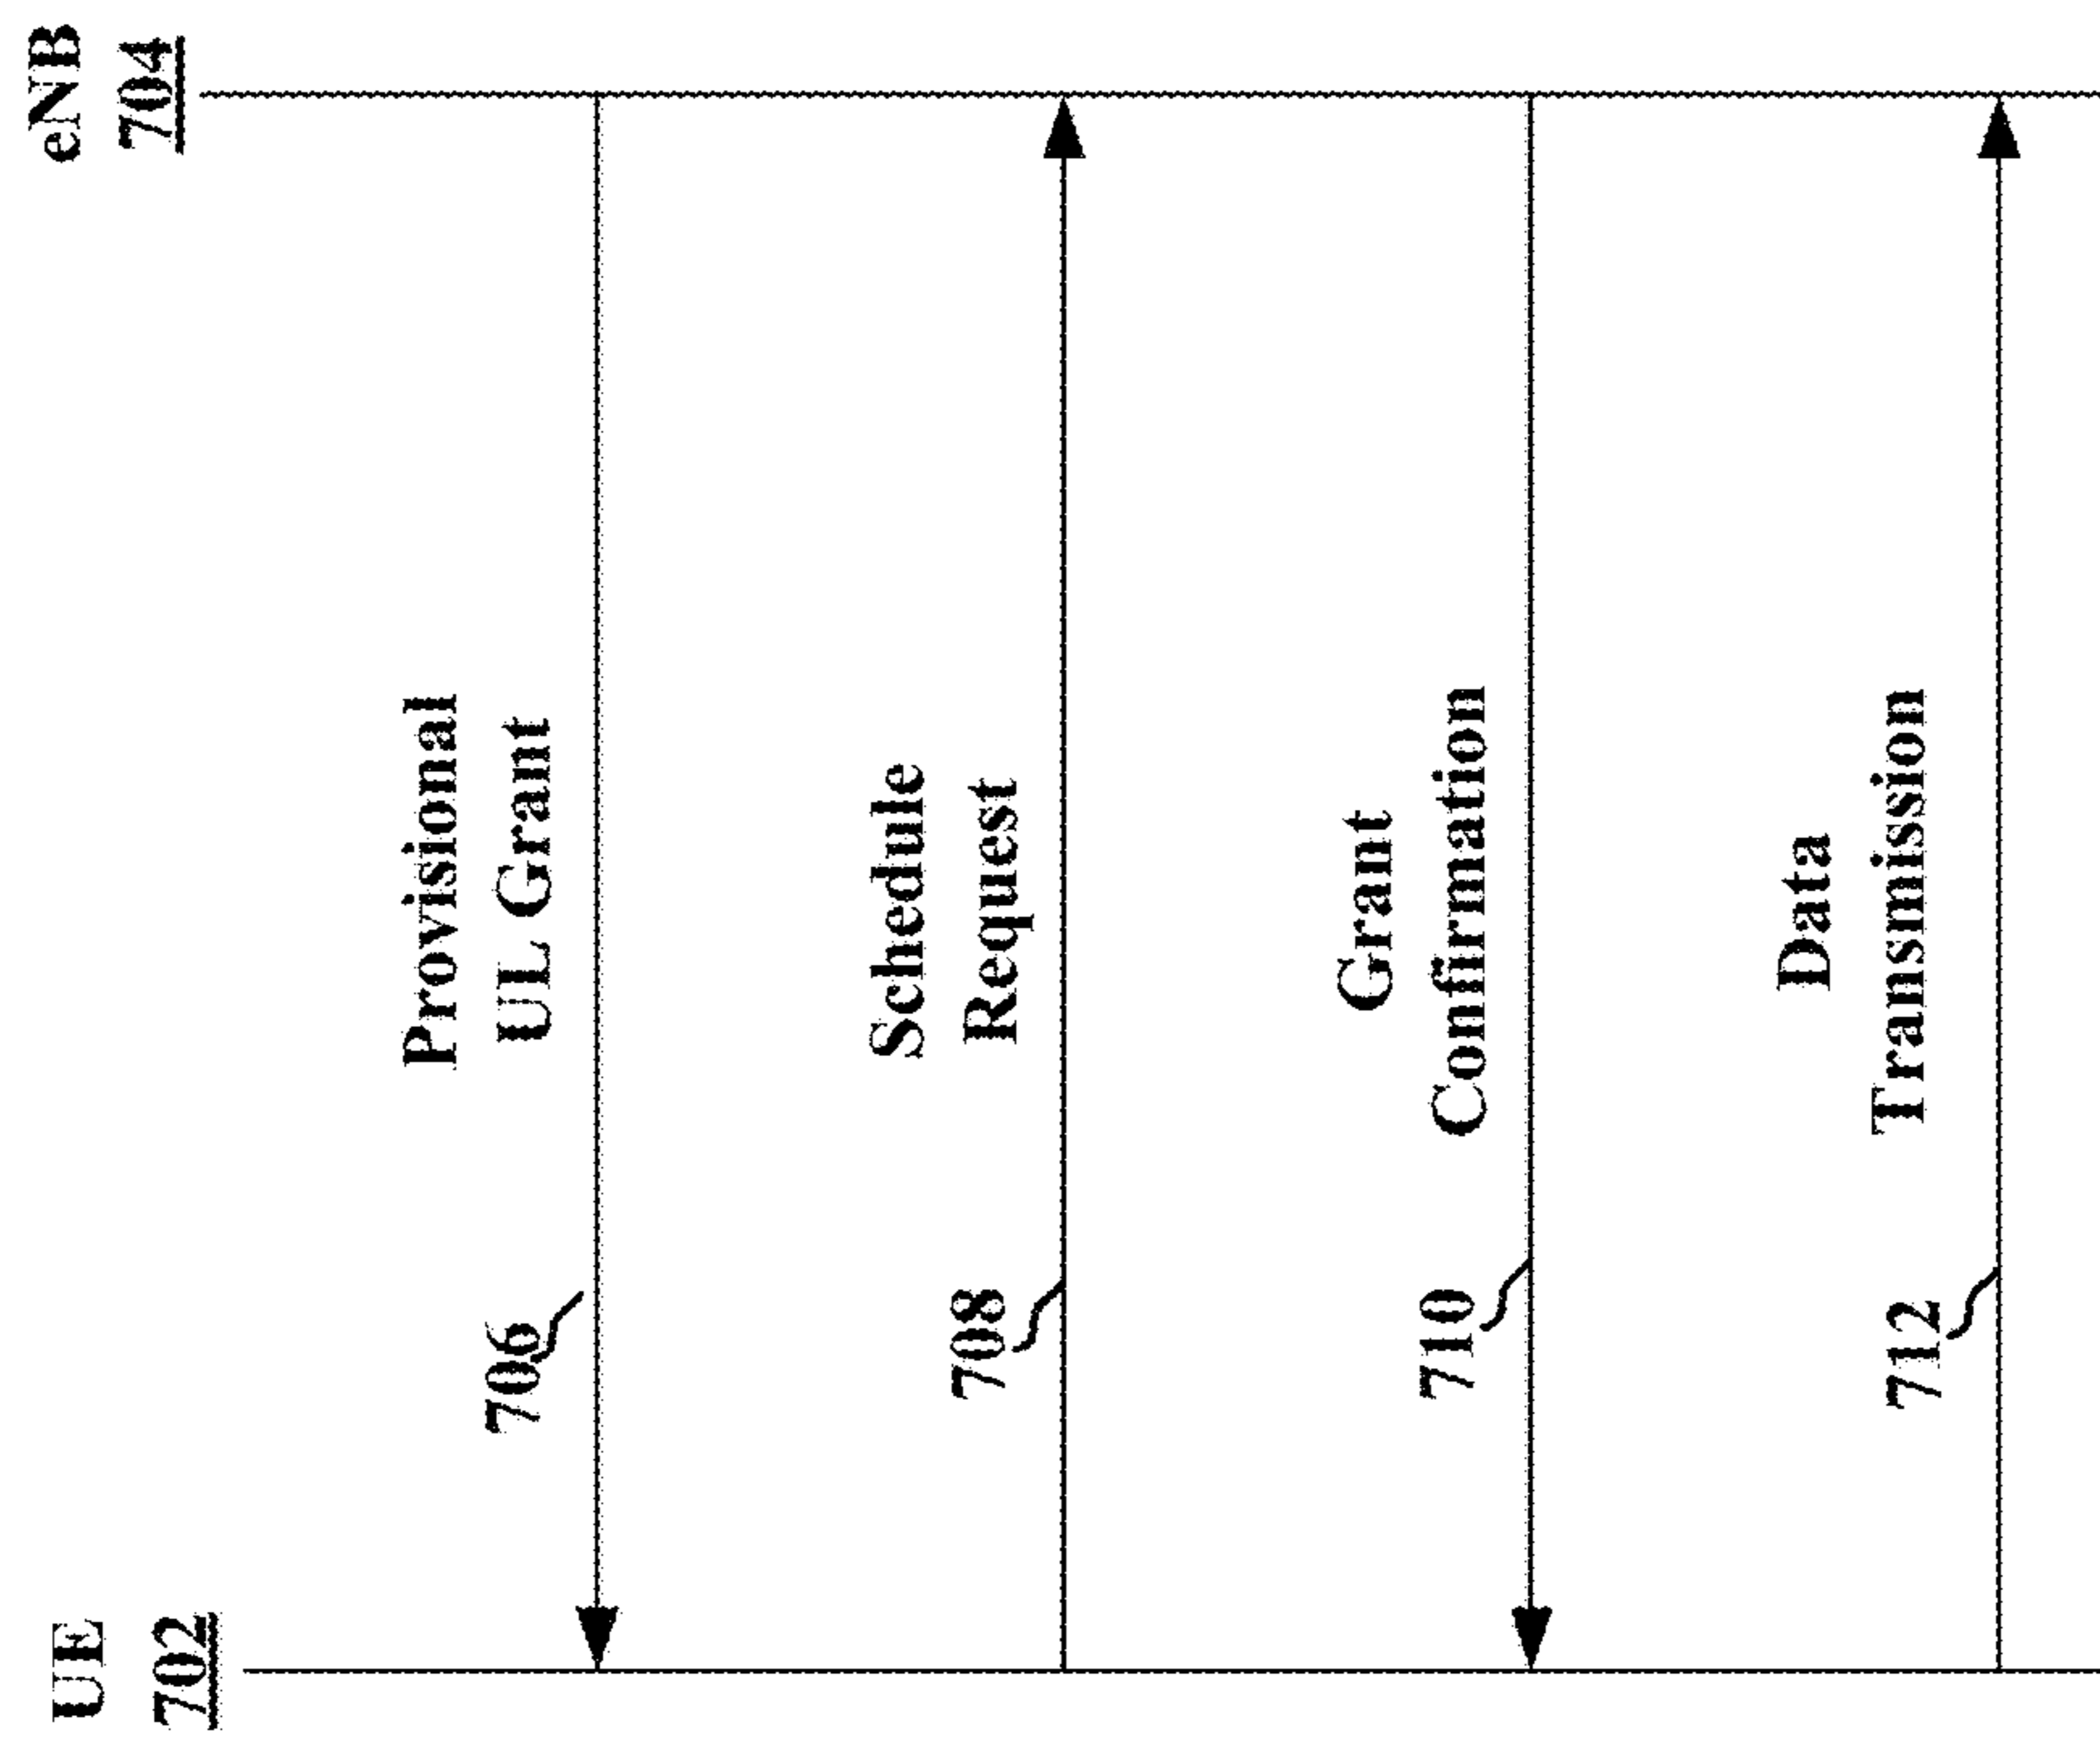 UE
702
eNB
704
Provisional
UL Grant
706
Schedule
Request
708
Grant
Confirmation
710
Data
Transmission
712